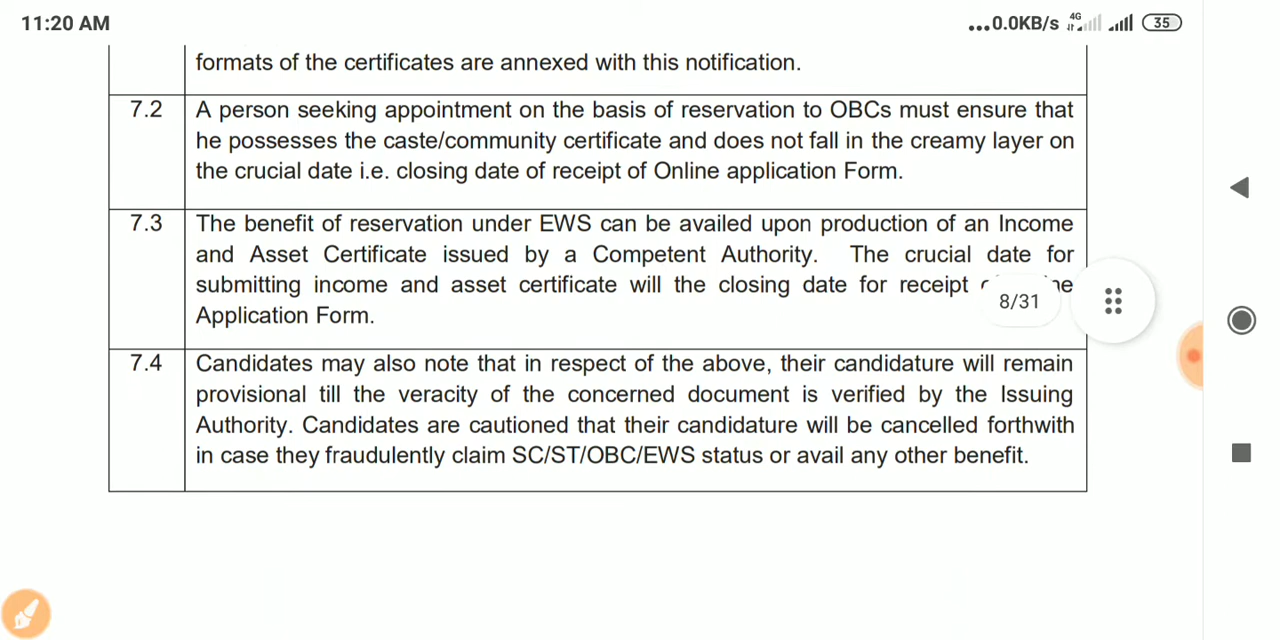 11:20 AM
...0.0KB/s 4G 35
formats of the certificates are annexed with this notification.
7.2 A person seeking appointment on the basis of reservation to OBCs must ensure that
he possesses the caste/community certificate and does not fall in the creamy layer on
the crucial date i.e. closing date of receipt of Online application Form.
7.3 The benefit of reservation under EWS can be availed upon production of an Income
and Asset Certificate issued by a Competent Authority. The crucial date for
submitting income and asset certificate will the closing date for receipt
8/31
Application Form.
7.4 Candidates may also note that in respect of the above, their candidature will remain
provisional till the veracity of the concerned document is verified by the Issuing
Authority. Candidates are cautioned that their candidature will be cancelled forthwith
in case they fraudulently claim SC/ST/OBC/EWS status or avail any other benefit.